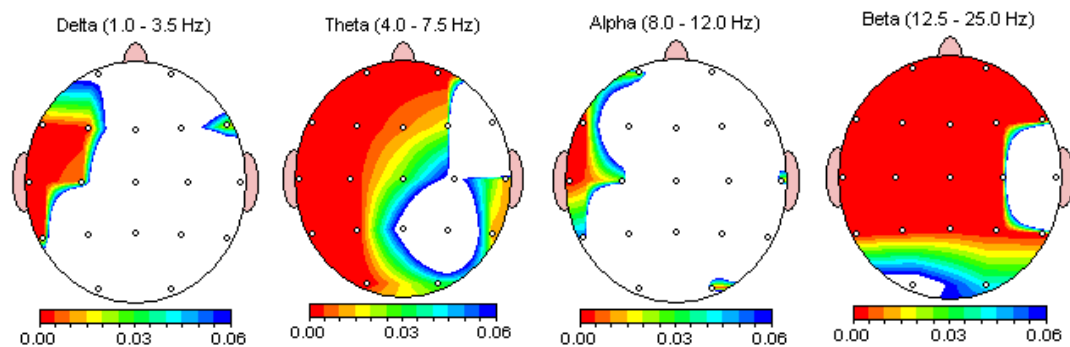 Delta (1.0 - 3.5 Hz)
Theta (4.0 - 7.5 Hz)
Alpha (8.0 - 12.0 Hz)
Beta (12.5 - 25.0 Hz)
0.00 0.03 0.06
0.00 0.03 0.06
0.00 0.03 0.06
0.00 0.03 0.06